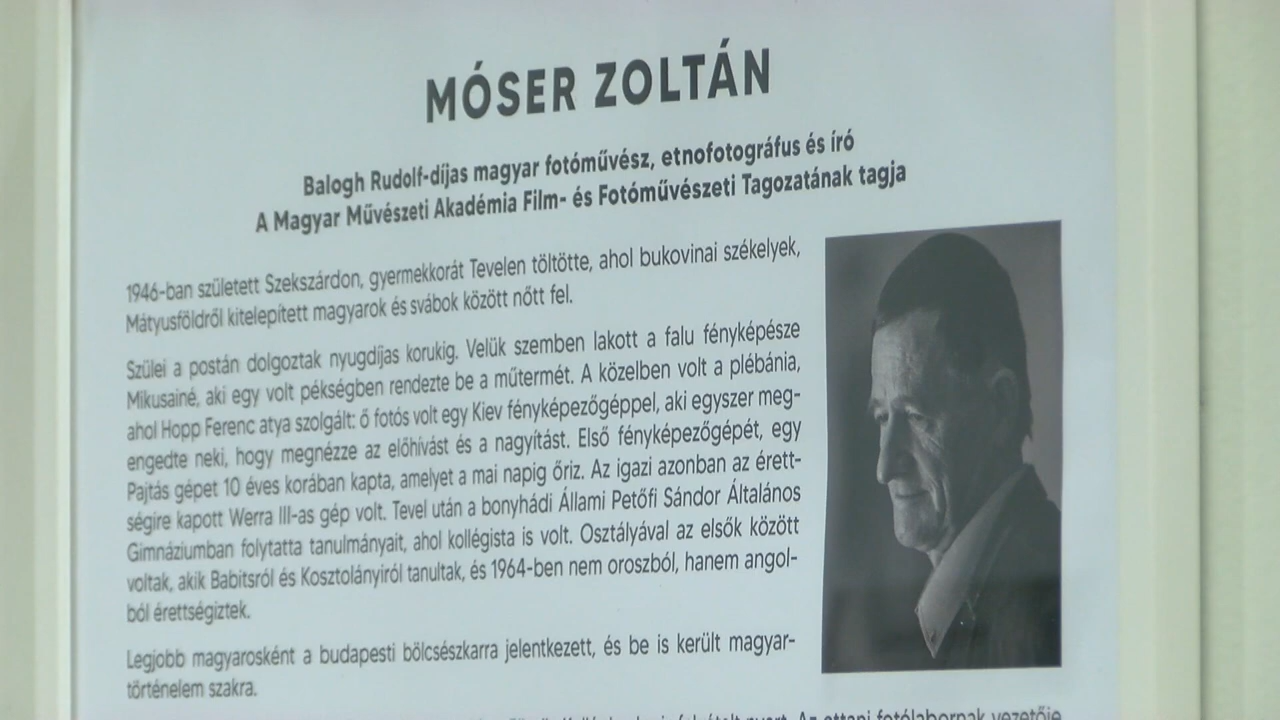 MÓSER ZOLTÁN
Balogh Rudolf-díjas magyar fotóművész, etnofotográfus és író
A Magyar Művészeti Akadémia Film- és Fotóművészeti Tagozatának tagja
1946-ban született Szekszárdon, gyermekkorát Tevelen töltötte, ahol bukovinai székelyek,
Mátyusföldről kitelepített magyarok és svábok között nőtt fel.
Szülei a postán dolgoztak nyugdíjas korukig. Velük szemben lakott a falu fényképésze
Mikusainé, aki egy volt pékségben rendezte be a műtermét. A közelben volt a plébánia,
ahol Hopp Ferenc atya szolgált: ő fotós volt egy Kiev fényképezőgéppel, aki egyszer meg-
engedte neki, hogy megnézze az előhívást és a nagyítást. Első fényképezőgépét, egy
Pajtás gépet 10 éves korában kapta, amelyet a mai napig őriz. Az igazi azonban az érett-
ségire kapott Werra III-as gép volt. Tevel után a bonyhádi Állami Petőfi Sándor Általános
Gimnáziumban folytatta tanulmányait, ahol kollégista is volt. Osztályával az elsők között
voltak, akik Babitsról és Kosztolányiról tanultak, és 1964-ben nem oroszból, hanem angol-
ból érettségiztek.
Legjobb magyarosként a budapesti bölcsészkarra jelentkezett, és be is került magyar-
történelem szakra.
felvételt nyert. Az ottani fotólabornak vezetője